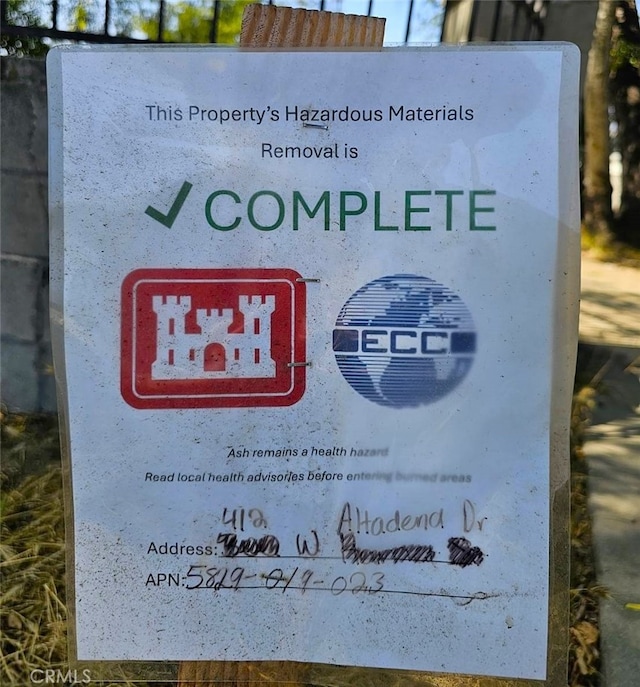 This Property's Hazardous Materials
Removal is
✓ COMPLETE
ECC
Ash remains a health hazard
Read local health advisories before entering burned areas
412 Altadena Dr
Address: W
APN: 5829-019-023
CRMLS